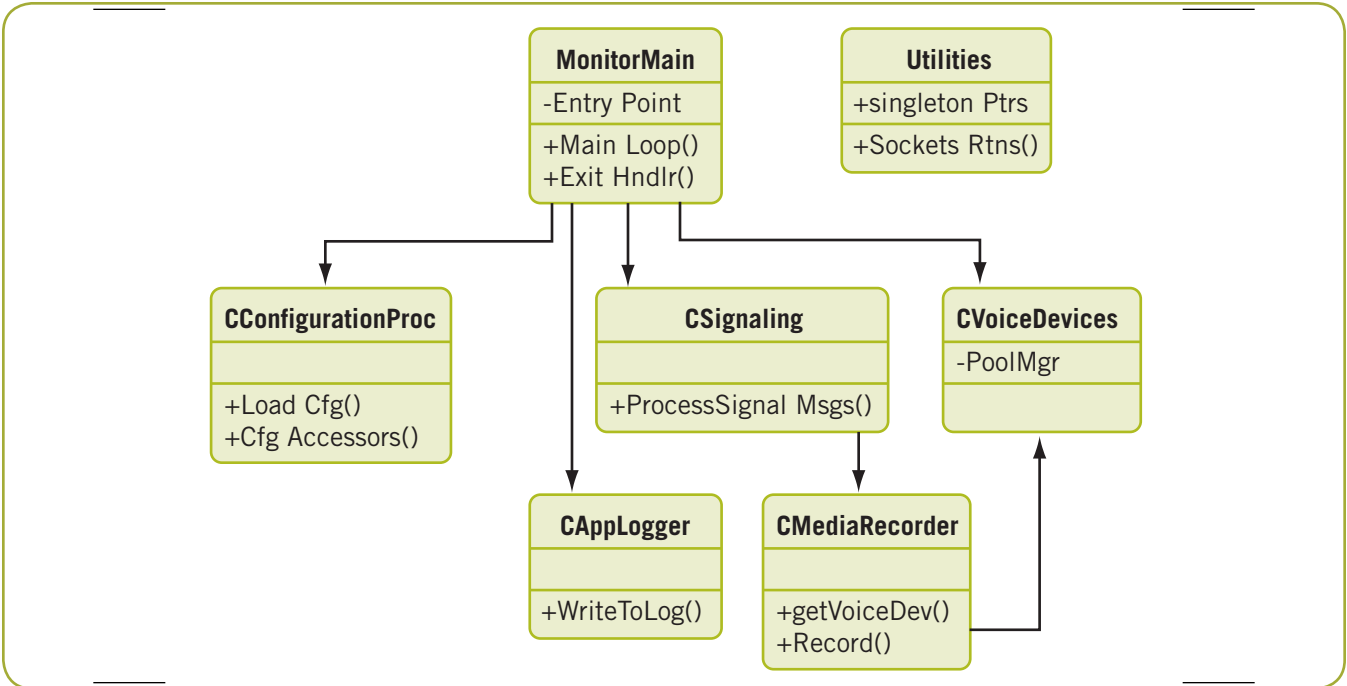 MonitorMain
-Entry Point
+Main Loop()
+Exit Hndlr()
Utilities
+singleton Ptrs
+Sockets Rtns()
CConfigurationProc
+Load Cfg()
+Cfg Accessors()
CSignaling
+ProcessSignal Msgs()
CVoiceDevices
-PoolMgr
CAppLogger
+WriteToLog()
CMediaRecorder
+getVoiceDev()
+Record()